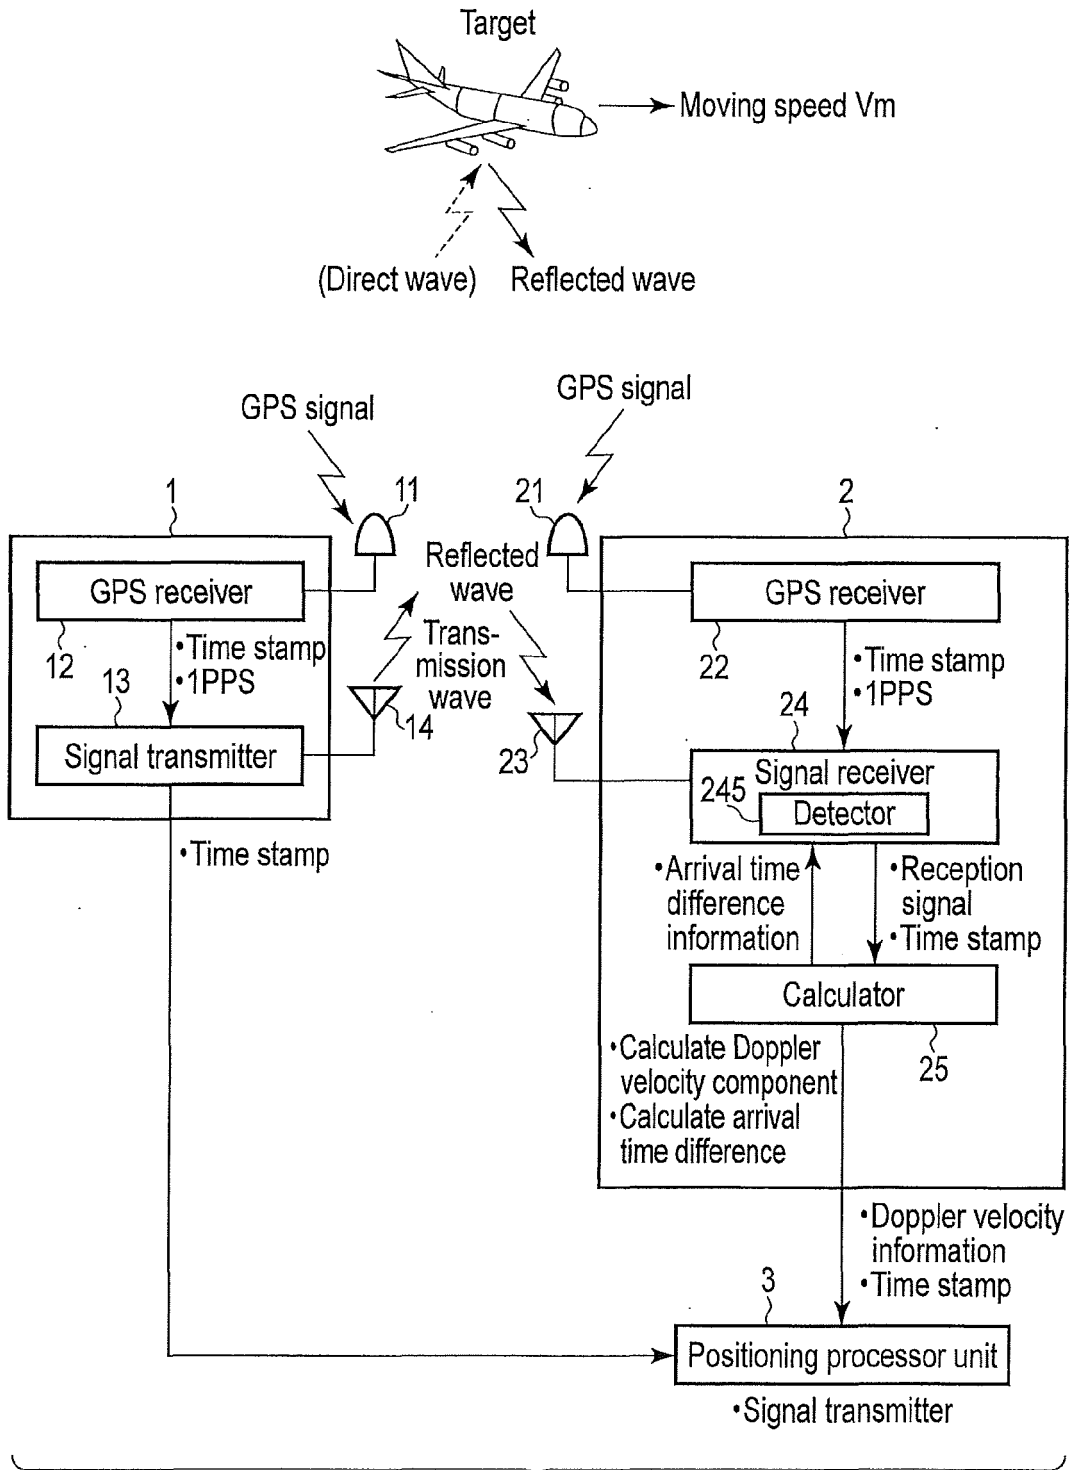 Target
Moving speed Vm
(Direct wave)
Reflected wave
GPS signal
GPS signal
1
11
21
2
GPS receiver
Reflected
wave
GPS receiver
12
•Time stamp
•1PPS
Trans-
mission
wave
22
•Time stamp
•1PPS
13
14
23
24
Signal transmitter
Signal receiver
245
Detector
•Time stamp
•Arrival time
difference
information
•Reception
signal
•Time stamp
Calculator
25
•Calculate Doppler
velocity component
•Calculate arrival
time difference
•Doppler velocity
information
•Time stamp
3
Positioning processor unit
•Signal transmitter